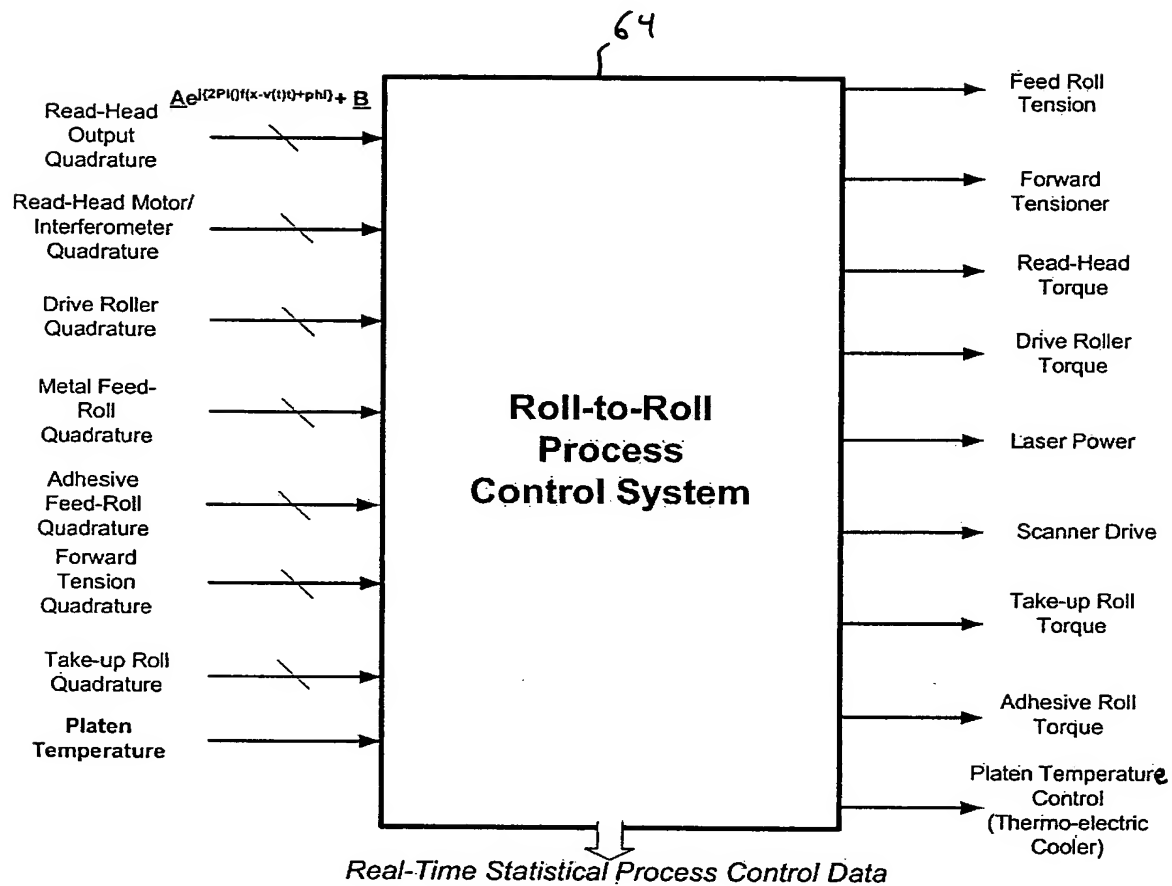 64
Ae^j{2PI()f(x-v(t)t)+phi} + B
Read-Head
Output
Quadrature
Read-Head Motor/
Interferometer
Quadrature
Drive Roller
Quadrature
Metal Feed-
Roll
Quadrature
Adhesive
Feed-Roll
Quadrature
Forward
Tension
Quadrature
Take-up Roll
Quadrature
Platen
Temperature
Roll-to-Roll
Process
Control System
Feed Roll
Tension
Forward
Tensioner
Read-Head
Torque
Drive Roller
Torque
Laser Power
Scanner Drive
Take-up Roll
Torque
Adhesive Roll
Torque
Platen Temperature
Control
(Thermo-electric
Cooler)
Real-Time Statistical Process Control Data